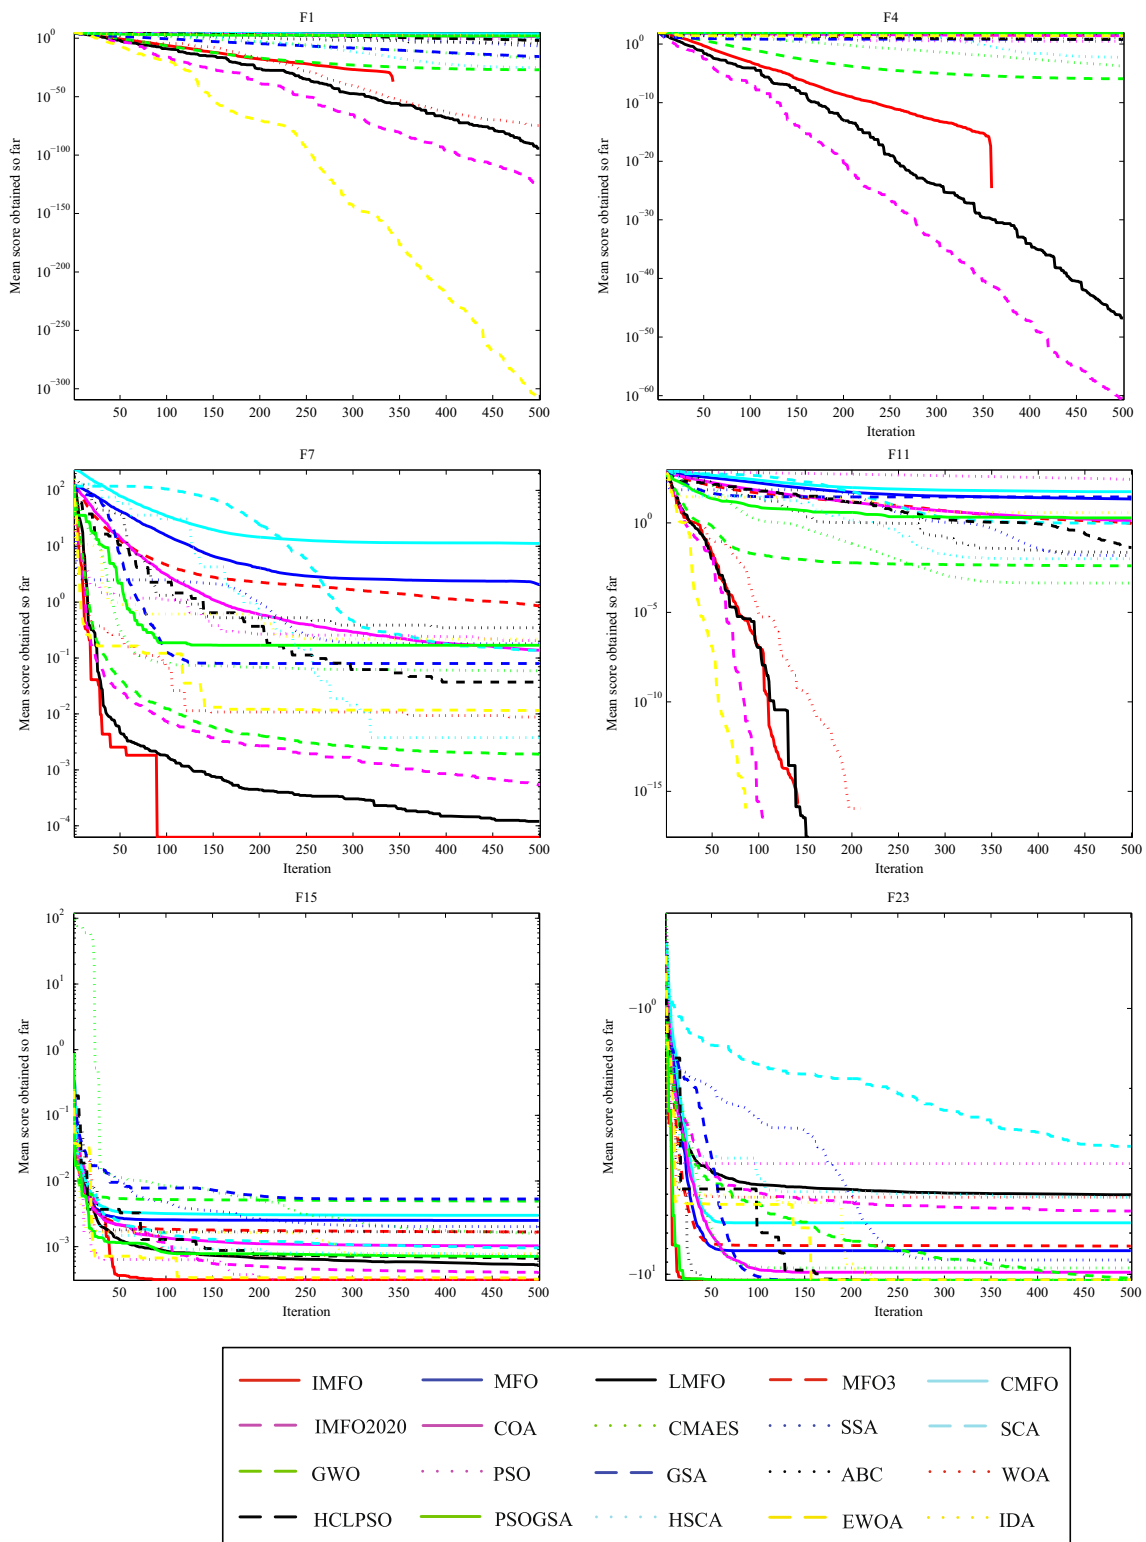 F1
10^0
10^−50
10^−100
10^−150
10^−200
10^−250
10^−300
Mean score obtained so far
50 100 150 200 250 300 350 400 450 500
F4
10^0
10^−10
10^−20
10^−30
10^−40
10^−50
10^−60
Mean score obtained so far
50 100 150 200 250 300 350 400 450 500
Iteration
F7
10^2
10^1
10^0
10^−1
10^−2
10^−3
10^−4
Mean score obtained so far
50 100 150 200 250 300 350 400 450 500
Iteration
F11
10^0
10^−5
10^−10
10^−15
Mean score obtained so far
50 100 150 200 250 300 350 400 450 500
Iteration
F15
10^2
10^1
10^0
10^−1
10^−2
10^−3
Mean score obtained so far
50 100 150 200 250 300 350 400 450 500
Iteration
F23
−10^0
−10^1
Mean score obtained so far
50 100 150 200 250 300 350 400 450 500
Iteration
IMFO MFO LMFO MFO3 CMFO
IMFO2020 COA CMAES SSA SCA
GWO PSO GSA ABC WOA
HCLPSO PSOGSA HSCA EWOA IDA